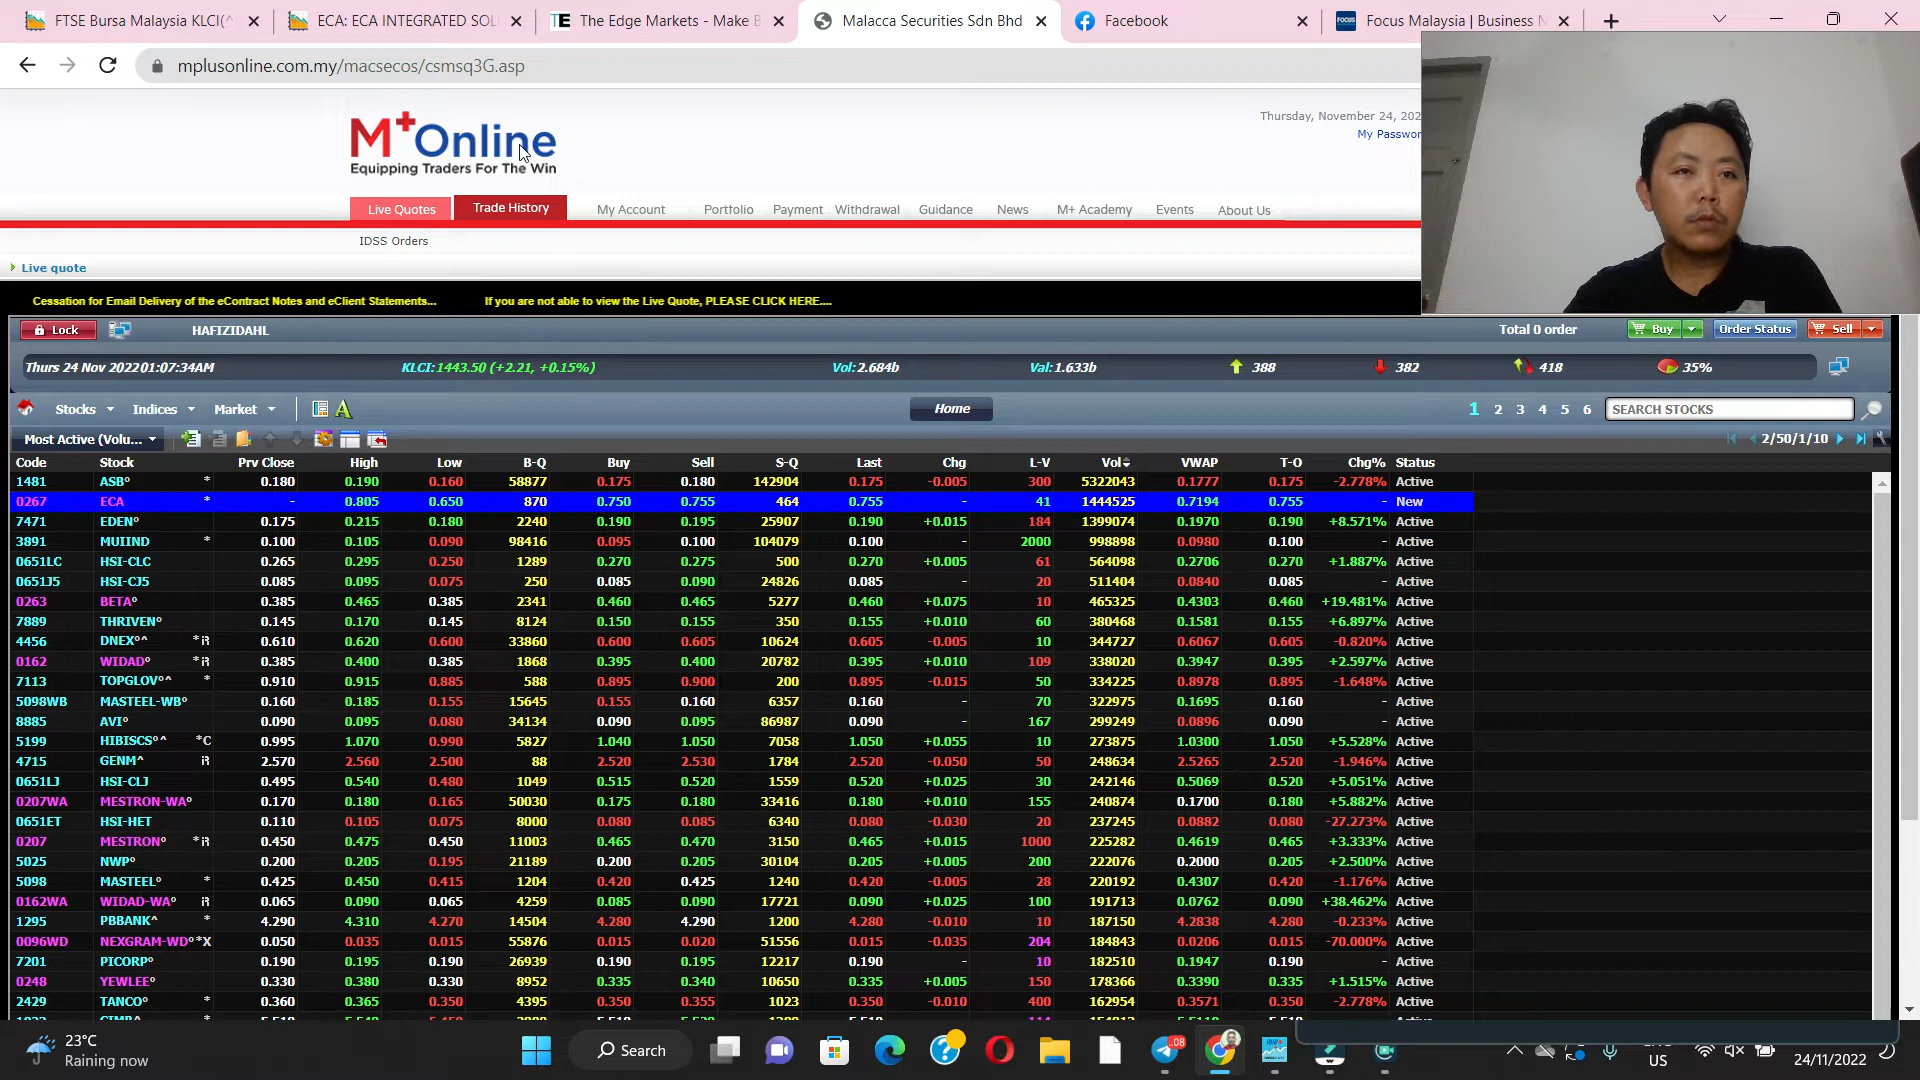 FTSE Bursa Malaysia KLCI(^
ECA: ECA INTEGRATED SOL
The Edge Markets - Make B
Malacca Securities Sdn Bhd
Facebook
Focus Malaysia | Business N
mplusonline.com.my/macsecos/csmsq3G.asp
M+Online
Equipping Traders For The Win
Thursday, November 24, 202
My Passwor
Live Quotes Trade History My Account Portfolio Payment Withdrawal Guidance News M+ Academy Events About Us
IDSS Orders
Live quote
Cessation for Email Delivery of the eContract Notes and eClient Statements... If you are not able to view the Live Quote, PLEASE CLICK HERE....
Lock HAFIZIDAHL Total 0 order Buy Order Status Sell
Thurs 24 Nov 2022 01:07:34AM KLCI:1443.50 (+2.21, +0.15%) Vol:2.684b Val:1.633b 388 382 418 35%
Stocks Indices Market A Home 1 2 3 4 5 6 SEARCH STOCKS
Most Active (Volu... 2/50/1/10
Code Stock Prv Close High Low B-Q Buy Sell S-Q Last Chg L-V Vol VWAP T-O Chg% Status
1481 ASBº * 0.180 0.190 0.160 58877 0.175 0.180 142904 0.175 -0.005 300 5322043 0.1777 0.175 -2.778% Active
0267 ECA * - 0.805 0.650 870 0.750 0.755 464 0.755 - 41 1444525 0.7194 0.755 - New
7471 EDENº 0.175 0.215 0.180 2240 0.190 0.195 25907 0.190 +0.015 184 1399074 0.1970 0.190 +8.571% Active
3891 MUIIND * 0.100 0.105 0.090 98416 0.095 0.100 104079 0.100 - 2000 998898 0.0980 0.100 - Active
0651LC HSI-CLC 0.265 0.295 0.250 1289 0.270 0.275 500 0.270 +0.005 61 564098 0.2706 0.270 +1.887% Active
0651J5 HSI-CJ5 0.085 0.095 0.075 250 0.085 0.090 24826 0.085 - 20 511404 0.0840 0.085 - Active
0263 BETAº 0.385 0.465 0.385 2341 0.460 0.465 5277 0.460 +0.075 10 465325 0.4303 0.460 +19.481% Active
7889 THRIVENº 0.145 0.170 0.145 8124 0.150 0.155 350 0.155 +0.010 60 380468 0.1581 0.155 +6.897% Active
4456 DNEXº^ *iR 0.610 0.620 0.600 33860 0.600 0.605 10624 0.605 -0.005 10 344727 0.6067 0.605 -0.820% Active
0162 WIDADº *iR 0.385 0.400 0.385 1868 0.395 0.400 20782 0.395 +0.010 109 338020 0.3947 0.395 +2.597% Active
7113 TOPGLOVº^ * 0.910 0.915 0.885 588 0.895 0.900 200 0.895 -0.015 50 334225 0.8978 0.895 -1.648% Active
5098WB MASTEEL-WBº 0.160 0.185 0.155 15645 0.155 0.160 6357 0.160 - 70 322975 0.1695 0.160 - Active
8885 AVIº 0.090 0.090 0.080 34134 0.090 0.095 86987 0.090 - 167 299249 0.0896 0.090 - Active
5199 HIBISCSº^ *C 0.995 1.070 0.990 5827 1.040 1.050 7058 1.050 +0.055 10 273875 1.0300 1.050 +5.528% Active
4715 GENM^ iR 2.570 2.560 2.500 88 2.520 2.530 1784 2.520 -0.050 50 248634 2.5265 2.520 -1.946% Active
0651LJ HSI-CLJ 0.495 0.540 0.480 1049 0.515 0.520 1559 0.520 +0.025 30 242146 0.5069 0.520 +5.051% Active
0207WA MESTRON-WAº 0.170 0.180 0.165 50030 0.175 0.180 33416 0.180 +0.010 155 240874 0.1700 0.180 +5.882% Active
0651ET HSI-HET 0.110 0.105 0.075 8000 0.080 0.085 6340 0.080 -0.030 20 237245 0.0882 0.080 -27.273% Active
0207 MESTRONº *iR 0.450 0.475 0.450 11003 0.465 0.470 3150 0.465 +0.015 1000 225282 0.4619 0.465 +3.333% Active
5025 NWPº 0.200 0.205 0.195 21189 0.200 0.205 30104 0.205 +0.005 200 222076 0.2000 0.205 +2.500% Active
5098 MASTEELº * 0.425 0.450 0.415 1204 0.420 0.425 1240 0.420 -0.005 28 220192 0.4307 0.420 -1.176% Active
0162WA WIDAD-WAº iR 0.065 0.090 0.065 4259 0.085 0.090 17721 0.090 +0.025 100 191713 0.0762 0.090 +38.462% Active
1295 PBBANK^ * 4.290 4.310 4.270 14504 4.280 4.290 1200 4.280 -0.010 10 187150 4.2838 4.280 -0.233% Active
0096WD NEXGRAM-WDº *X 0.050 0.035 0.015 55876 0.015 0.020 51556 0.015 -0.035 204 184843 0.0206 0.015 -70.000% Active
7201 PICORPº 0.190 0.195 0.190 26939 0.190 0.195 12217 0.190 - 10 182510 0.1947 0.190 - Active
0248 YEWLEEº 0.330 0.380 0.330 8952 0.335 0.340 10650 0.335 +0.005 150 178366 0.3390 0.335 +1.515% Active
2429 TANCOº * 0.360 0.365 0.350 4395 0.350 0.355 1023 0.350 -0.010 400 162954 0.3571 0.350 -2.778% Active
23°C
Raining now
Search
.08
US
24/11/2022